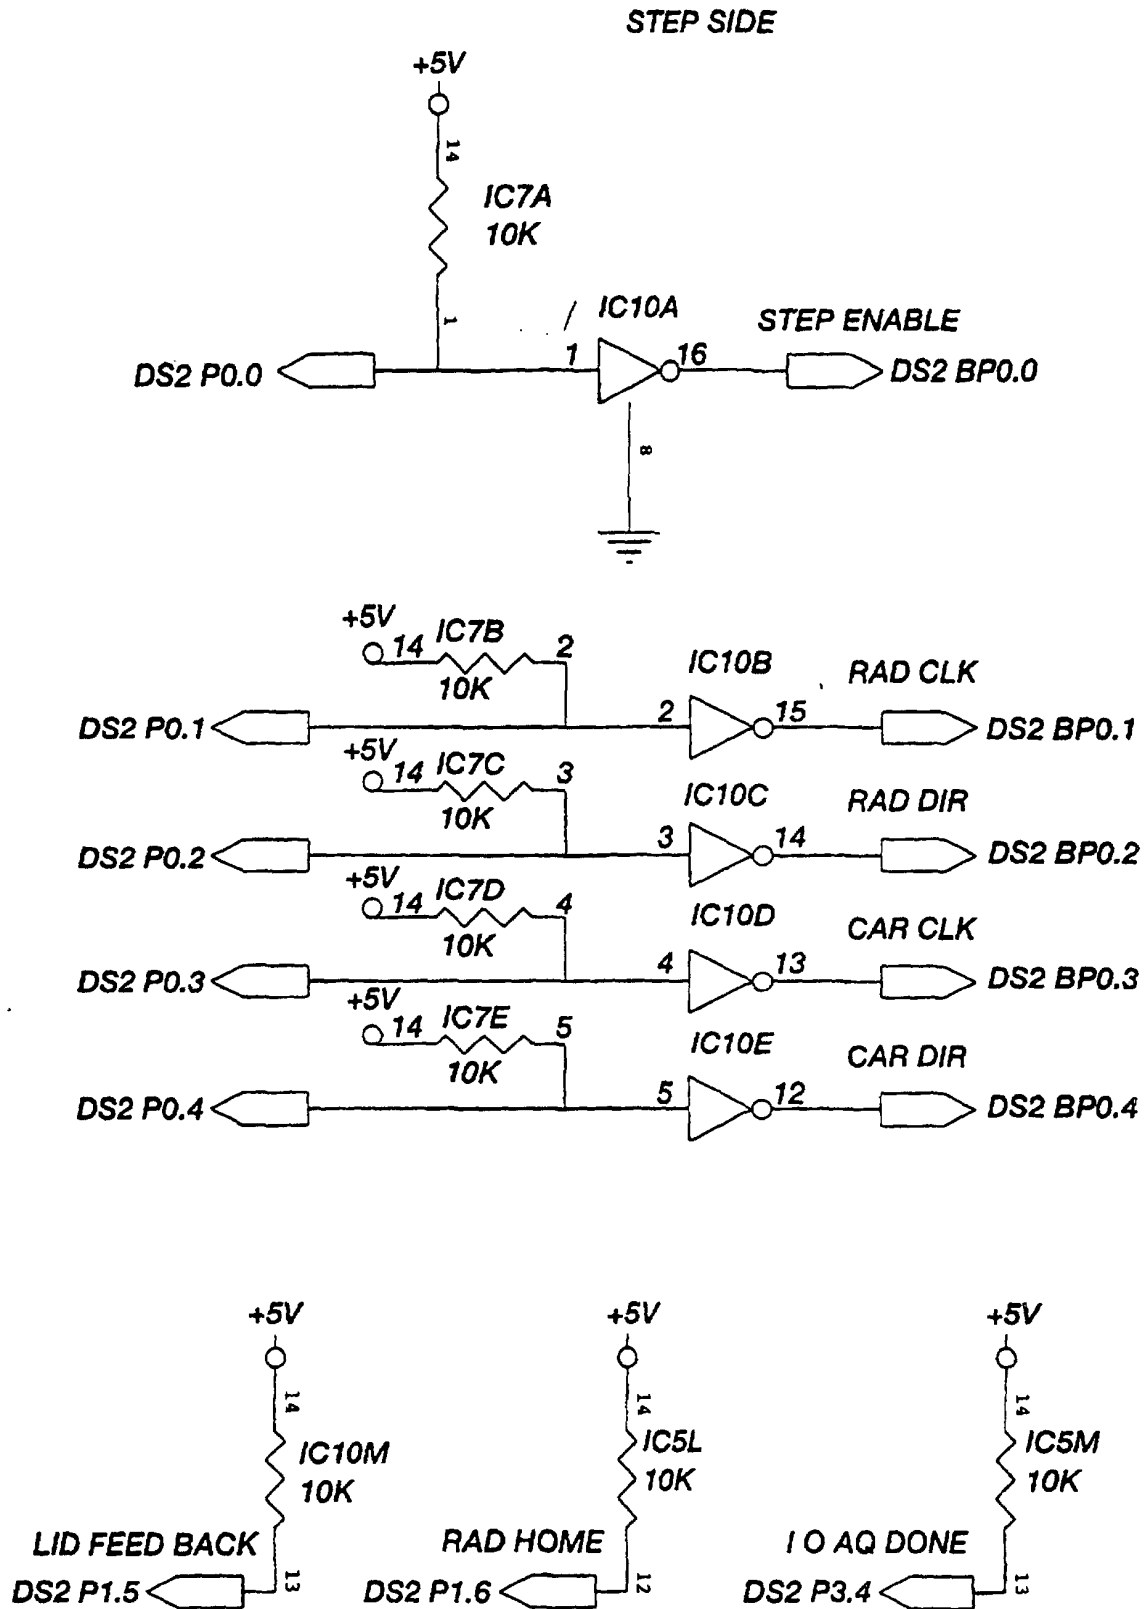 STEP SIDE
+5V
14
IC7A
10K
1
IC10A
STEP ENABLE
DS2 P0.0
1
16
DS2 BP0.0
8
+5V
14
IC7B
2
10K
IC10B
RAD CLK
DS2 P0.1
2
15
DS2 BP0.1
+5V
14
IC7C
3
10K
IC10C
RAD DIR
DS2 P0.2
3
14
DS2 BP0.2
+5V
14
IC7D
4
10K
IC10D
CAR CLK
DS2 P0.3
4
13
DS2 BP0.3
+5V
14
IC7E
5
10K
IC10E
CAR DIR
DS2 P0.4
5
12
DS2 BP0.4
+5V
14
IC10M
10K
LID FEED BACK
DS2 P1.5
13
+5V
14
IC5L
10K
RAD HOME
DS2 P1.6
12
+5V
14
IC5M
10K
I O AQ DONE
DS2 P3.4
13